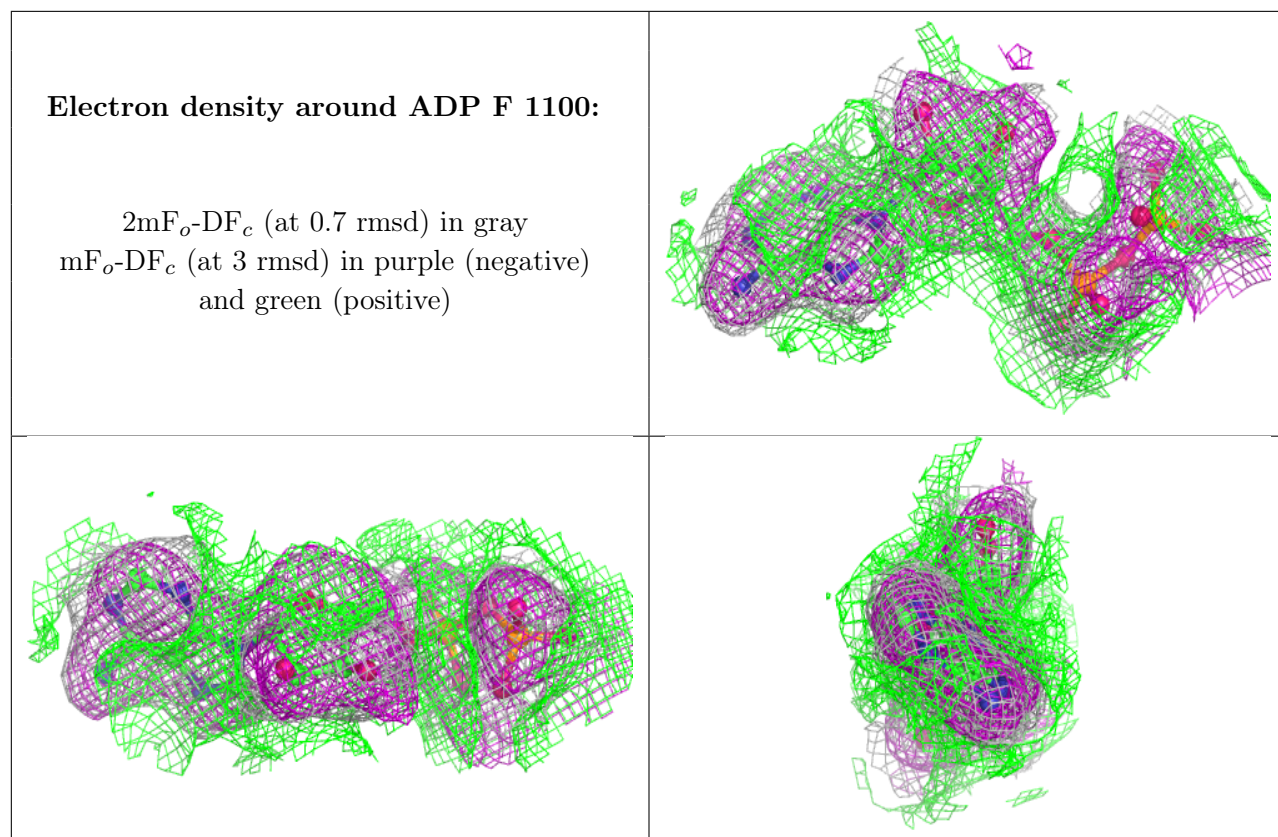 Electron density around ADP F 1100:
2mFo-DFc (at 0.7 rmsd) in gray
mFo-DFc (at 3 rmsd) in purple (negative)
and green (positive)